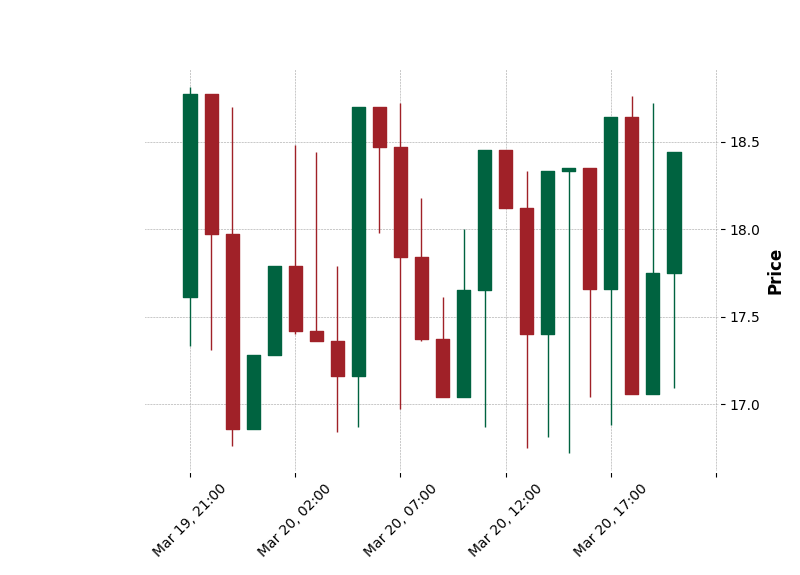 18.5
18.0
17.5
17.0
Price
Mar 19, 21:00
Mar 20, 02:00
Mar 20, 07:00
Mar 20, 12:00
Mar 20, 17:00